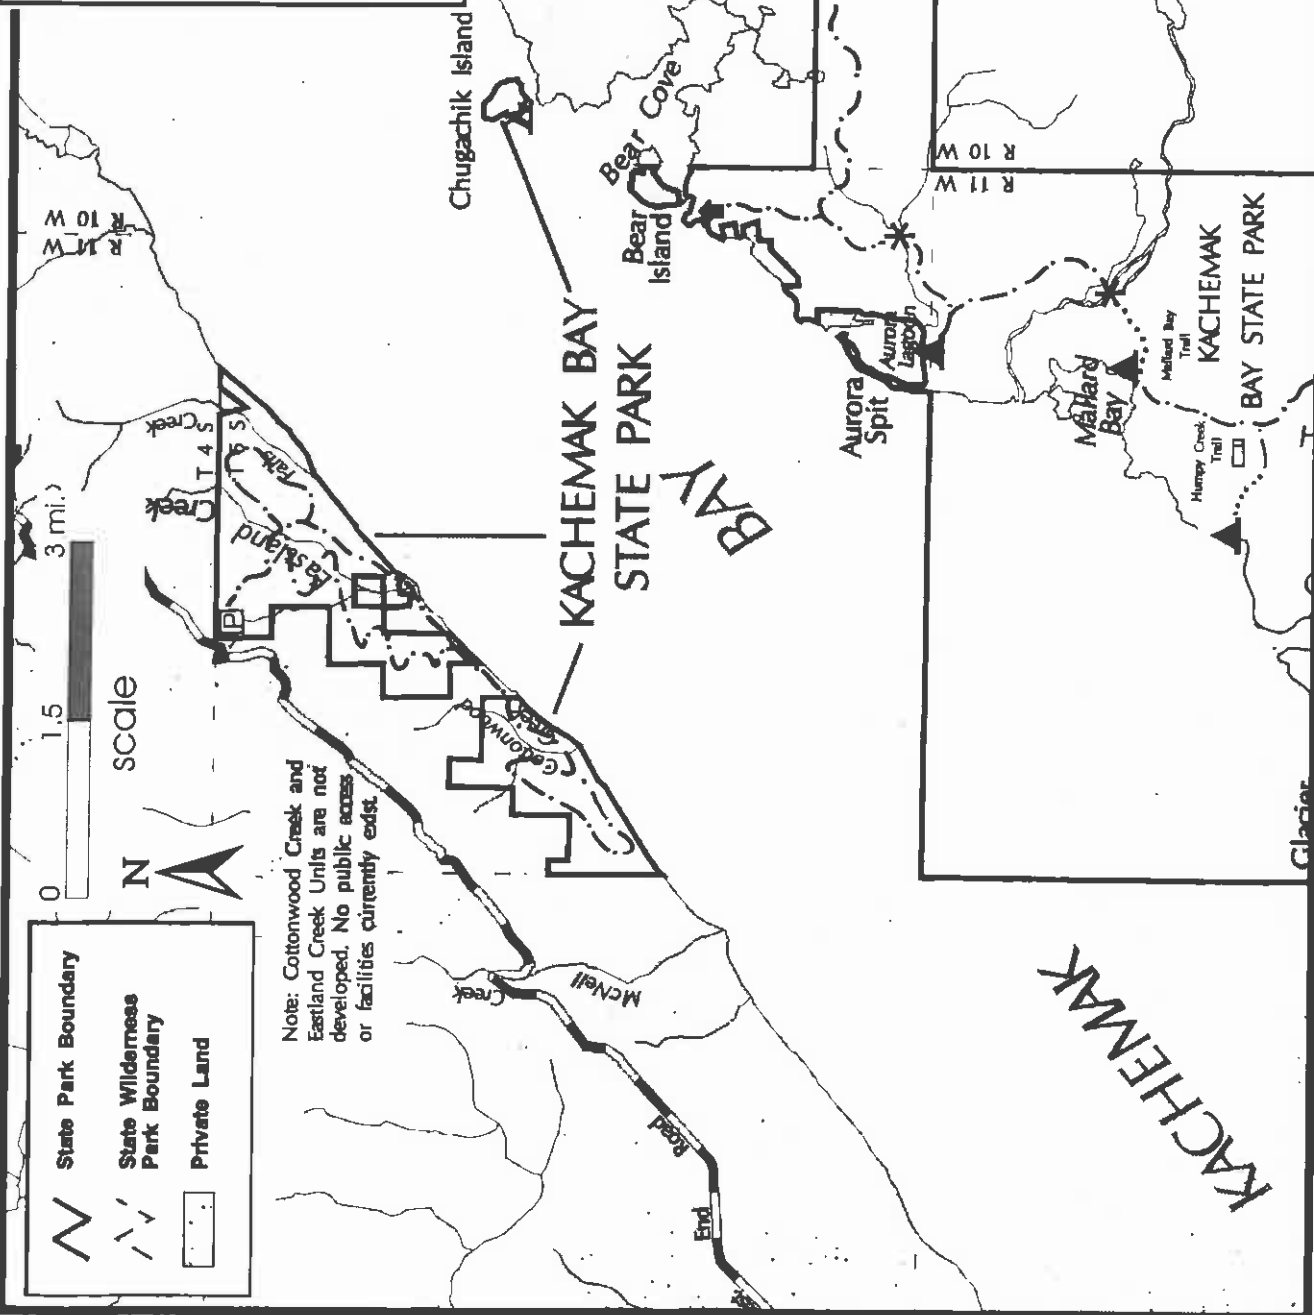 State Park Boundary
State Wilderness
Park Boundary
Private Land
0 1.5 3 mi.
scale
N
Note: Cottonwood Creek and
Eastland Creek Units are not
developed. No public access
or facilities currently exist.
R 11 W
R 10 W
Creek
T 4 S
T 5 S
Falls
Creek
Eastland
P
Cottonwood
Creek
Creek
McNeil
Road
End
Chugachik Island
KACHEMAK BAY
STATE PARK
Bear Cove
Bear
Island
R 10 W
R 11 W
Aurora
Lagoon
Aurora
Spit
Mallard
Bay
Mallard Bay
Trail
KACHEMAK
BAY STATE PARK
Humpy Creek
Trail
KACHEMAK
BAY
Glacier